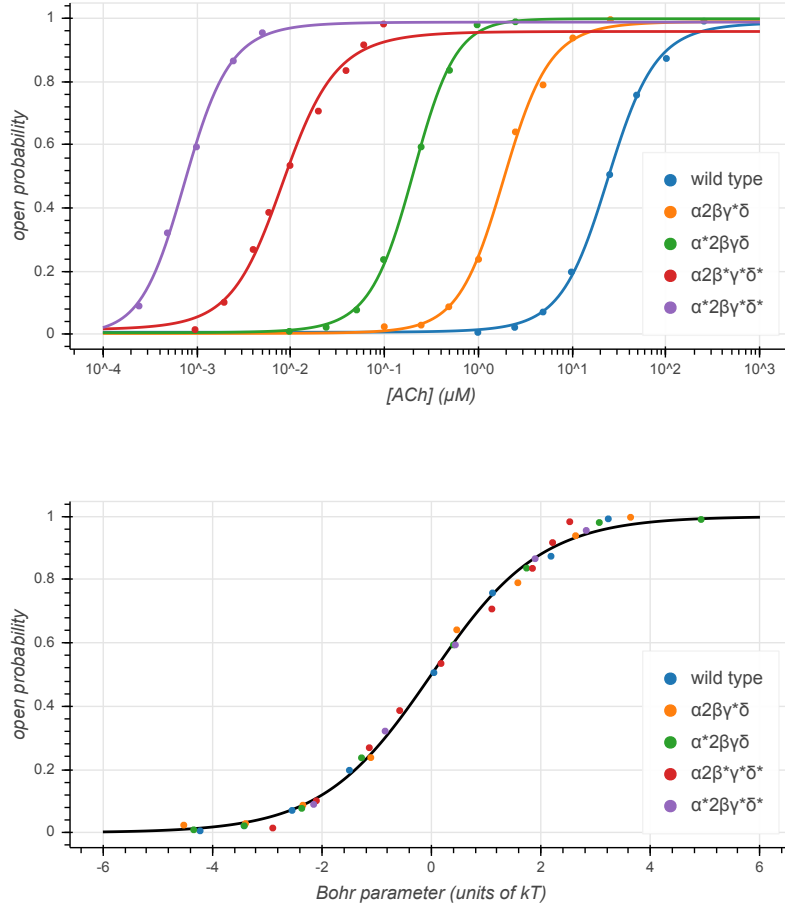 1
0.8
0.6
0.4
0.2
0
open probability
10^-4 10^-3 10^-2 10^-1 10^0 10^1 10^2 10^3
[ACh] (μM)
wild type
α2βγ*δ
α*2βγδ
α2β*γ*δ*
α*2βγ*δ*
1
0.8
0.6
0.4
0.2
0
open probability
-6 -4 -2 0 2 4 6
Bohr parameter (units of kT)
wild type
α2βγ*δ
α*2βγδ
α2β*γ*δ*
α*2βγ*δ*